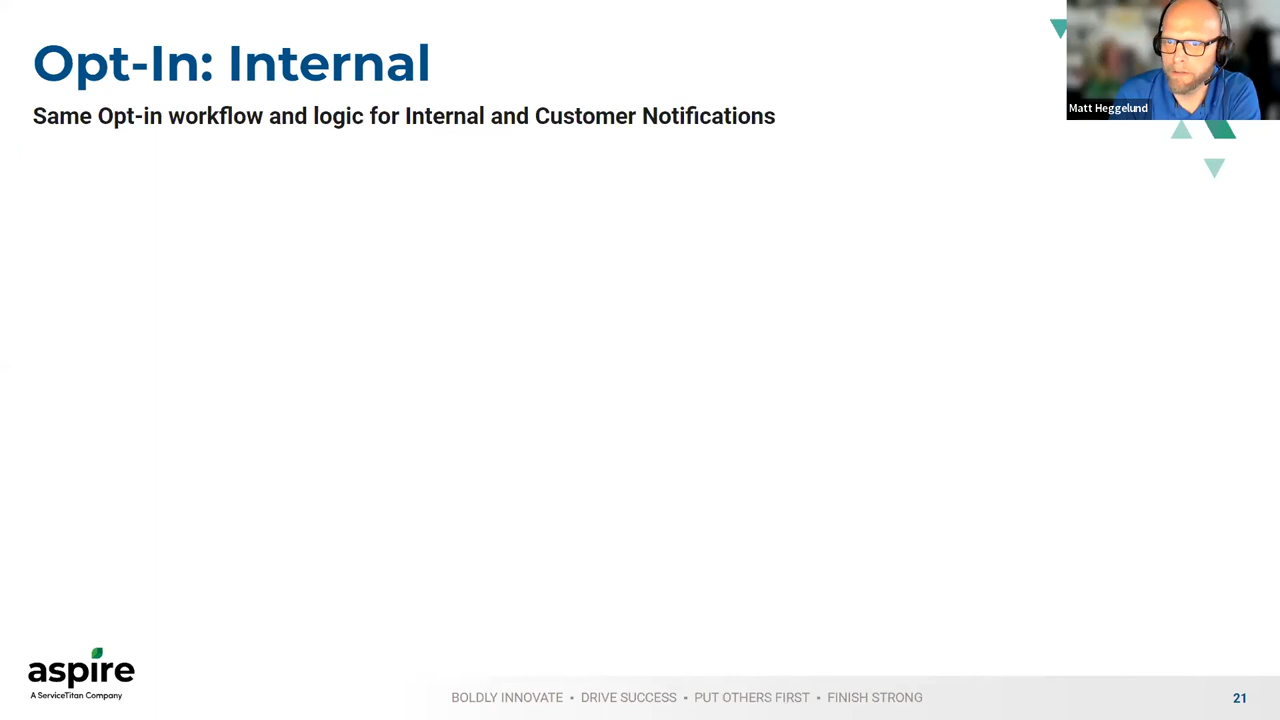 Opt-In: Internal
Same Opt-in workflow and logic for Internal and Customer Notifications
Matt Heggelund
aspire
A ServiceTitan Company
BOLDLY INNOVATE • DRIVE SUCCESS • PUT OTHERS FIRST • FINISH STRONG
21